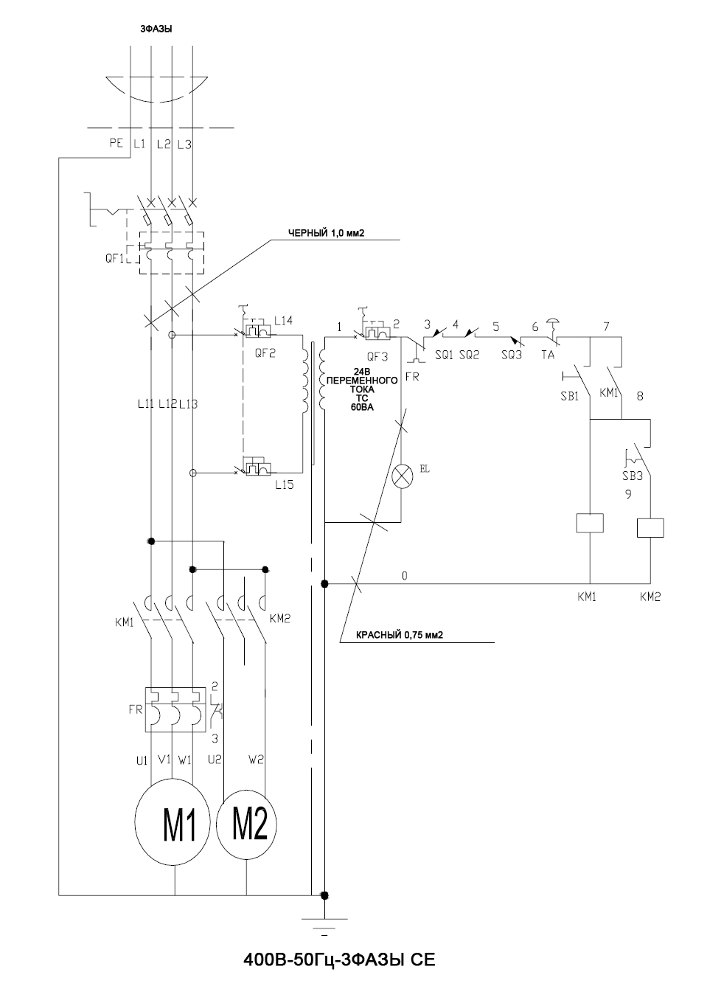 3ФАЗЫ
PE L1 L2 L3
ЧЕРНЫЙ 1,0 мм2
QF1
L14
QF2
1 2 3 4 5 6 7
QF3 SQ1 SQ2 SQ3 TA
FR
24В
ПЕРЕМЕННОГО
ТОКА
ТС
60ВА
SB1 KM1 8
L11 L12 L13
EL
SB3
9
L15
0
KM1 KM2
KM1 KM2
КРАСНЫЙ 0,75 мм2
2
FR
3
U1 V1 W1 U2 W2
M1 M2
400В-50Гц-3ФАЗЫ CE